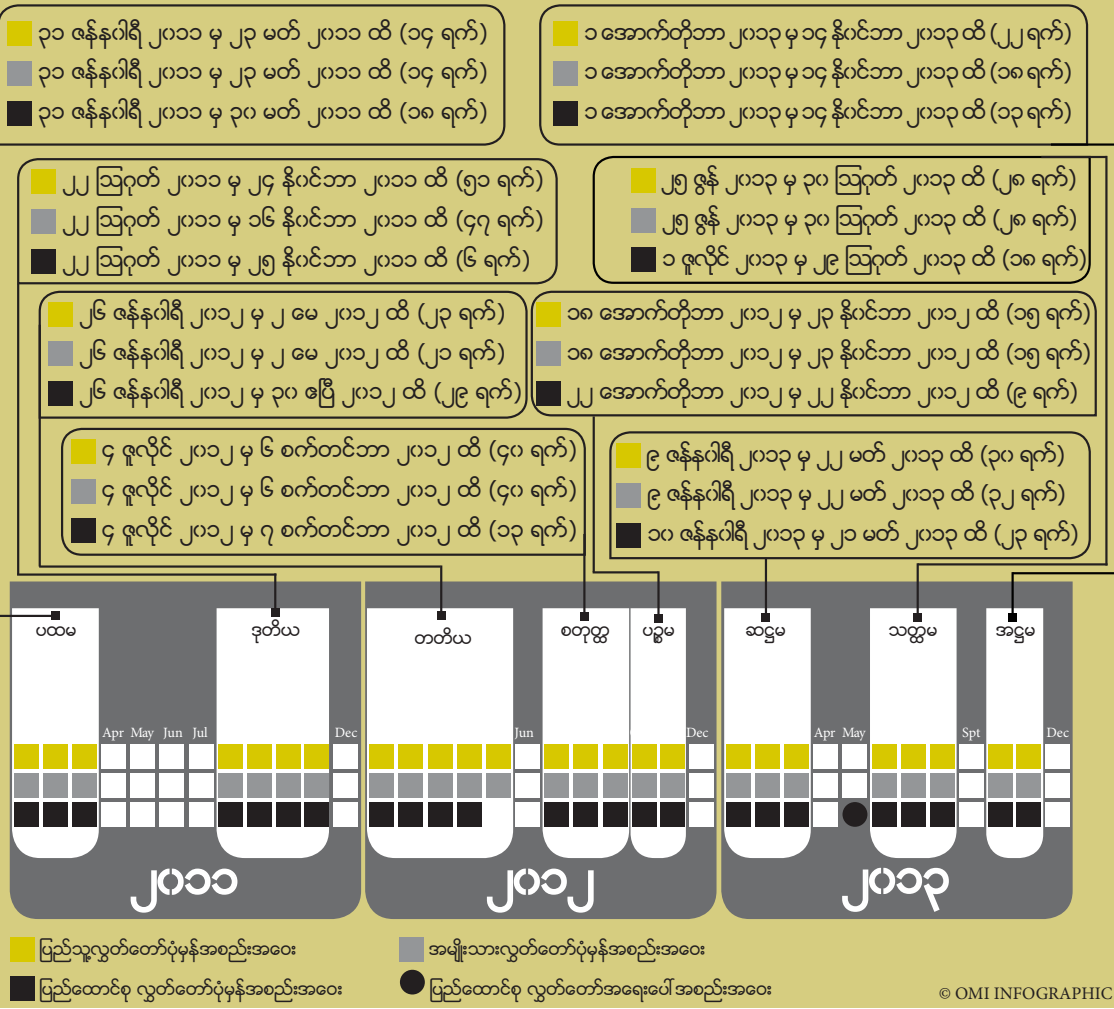 ၃၁ ဇန်နဝါရီ ၂၀၁၁ မှ ၂၃ မတ် ၂၀၁၁ ထိ (၁၄ ရက်)
၃၁ ဇန်နဝါရီ ၂၀၁၁ မှ ၂၃ မတ် ၂၀၁၁ ထိ (၁၄ ရက်)
၃၁ ဇန်နဝါရီ ၂၀၁၁ မှ ၃၀ မတ် ၂၀၁၁ ထိ (၁၈ ရက်)
၁ အောက်တိုဘာ ၂၀၁၃ မှ ၁၄ နိုဝင်ဘာ ၂၀၁၃ ထိ (၂၂ ရက်)
၁ အောက်တိုဘာ ၂၀၁၃ မှ ၁၄ နိုဝင်ဘာ ၂၀၁၃ ထိ (၁၈ ရက်)
၁ အောက်တိုဘာ ၂၀၁၃ မှ ၁၄ နိုဝင်ဘာ ၂၀၁၃ ထိ (၁၃ ရက်)
၂၂ ဩဂုတ် ၂၀၁၁ မှ ၂၄ နိုဝင်ဘာ ၂၀၁၁ ထိ (၅၁ ရက်)
၂၂ ဩဂုတ် ၂၀၁၁ မှ ၁၆ နိုဝင်ဘာ ၂၀၁၁ ထိ (၄၇ ရက်)
၂၂ ဩဂုတ် ၂၀၁၁ မှ ၂၅ နိုဝင်ဘာ ၂၀၁၁ ထိ (၆ ရက်)
၂၅ ဇွန် ၂၀၁၃ မှ ၃၀ ဩဂုတ် ၂၀၁၃ ထိ (၂၈ ရက်)
၂၅ ဇွန် ၂၀၁၃ မှ ၃၀ ဩဂုတ် ၂၀၁၃ ထိ (၂၈ ရက်)
၁ ဇူလိုင် ၂၀၁၃ မှ ၂၉ ဩဂုတ် ၂၀၁၃ ထိ (၁၈ ရက်)
၂၆ ဇန်နဝါရီ ၂၀၁၂ မှ ၂ မေ ၂၀၁၂ ထိ (၂၃ ရက်)
၂၆ ဇန်နဝါရီ ၂၀၁၂ မှ ၂ မေ ၂၀၁၂ ထိ (၂၁ ရက်)
၂၆ ဇန်နဝါရီ ၂၀၁၂ မှ ၃၀ ဧပြီ ၂၀၁၂ ထိ (၂၉ ရက်)
၁၈ အောက်တိုဘာ ၂၀၁၂ မှ ၂၃ နိုဝင်ဘာ ၂၀၁၂ ထိ (၁၅ ရက်)
၁၈ အောက်တိုဘာ ၂၀၁၂ မှ ၂၃ နိုဝင်ဘာ ၂၀၁၂ ထိ (၁၅ ရက်)
၂၂ အောက်တိုဘာ ၂၀၁၂ မှ ၂၂ နိုဝင်ဘာ ၂၀၁၂ ထိ (၉ ရက်)
၄ ဇူလိုင် ၂၀၁၂ မှ ၆ စက်တင်ဘာ ၂၀၁၂ ထိ (၄၀ ရက်)
၄ ဇူလိုင် ၂၀၁၂ မှ ၆ စက်တင်ဘာ ၂၀၁၂ ထိ (၄၀ ရက်)
၄ ဇူလိုင် ၂၀၁၂ မှ ၇ စက်တင်ဘာ ၂၀၁၂ ထိ (၁၃ ရက်)
၉ ဇန်နဝါရီ ၂၀၁၃ မှ ၂၂ မတ် ၂၀၁၃ ထိ (၃၀ ရက်)
၉ ဇန်နဝါရီ ၂၀၁၃ မှ ၂၂ မတ် ၂၀၁၃ ထိ (၃၂ ရက်)
၁၀ ဇန်နဝါရီ ၂၀၁၃ မှ ၂၁ မတ် ၂၀၁၃ ထိ (၂၃ ရက်)
ပထမ ဒုတိယ တတိယ စတုတ္ထ ပဉ္စမ ဆဋ္ဌမ သတ္တမ အဋ္ဌမ
Apr May Jun Jul Dec Jun Dec Apr May Spt Dec
၂၀၁၁ ၂၀၁၂ ၂၀၁၃
ပြည်သူ့လွှတ်တော်ပုံမှန်အစည်းအဝေး
အမျိုးသားလွှတ်တော်ပုံမှန်အစည်းအဝေး
ပြည်ထောင်စု လွှတ်တော်ပုံမှန်အစည်းအဝေး
ပြည်ထောင်စု လွှတ်တော်အရေးပေါ်အစည်းအဝေး
© OMI INFOGRAPHIC